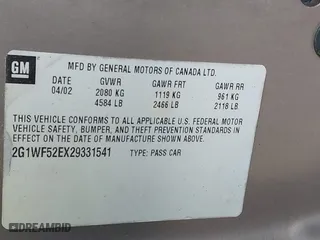 GM
MFD BY GENERAL MOTORS OF CANADA LTD.
DATE GVWR GAWR FRT GAWR RR
04/02 2080 KG 1119 KG 961 KG
4584 LB 2466 LB 2118 LB
THIS VEHICLE CONFORMS TO ALL APPLICABLE U.S. FEDERAL MOTOR
VEHICLE SAFETY, BUMPER, AND THEFT PREVENTION STANDARDS IN
EFFECT ON THE DATE OF MANUFACTURE SHOWN ABOVE.
2G1WF52EX29331541 TYPE: PASS CAR
DREAMBID